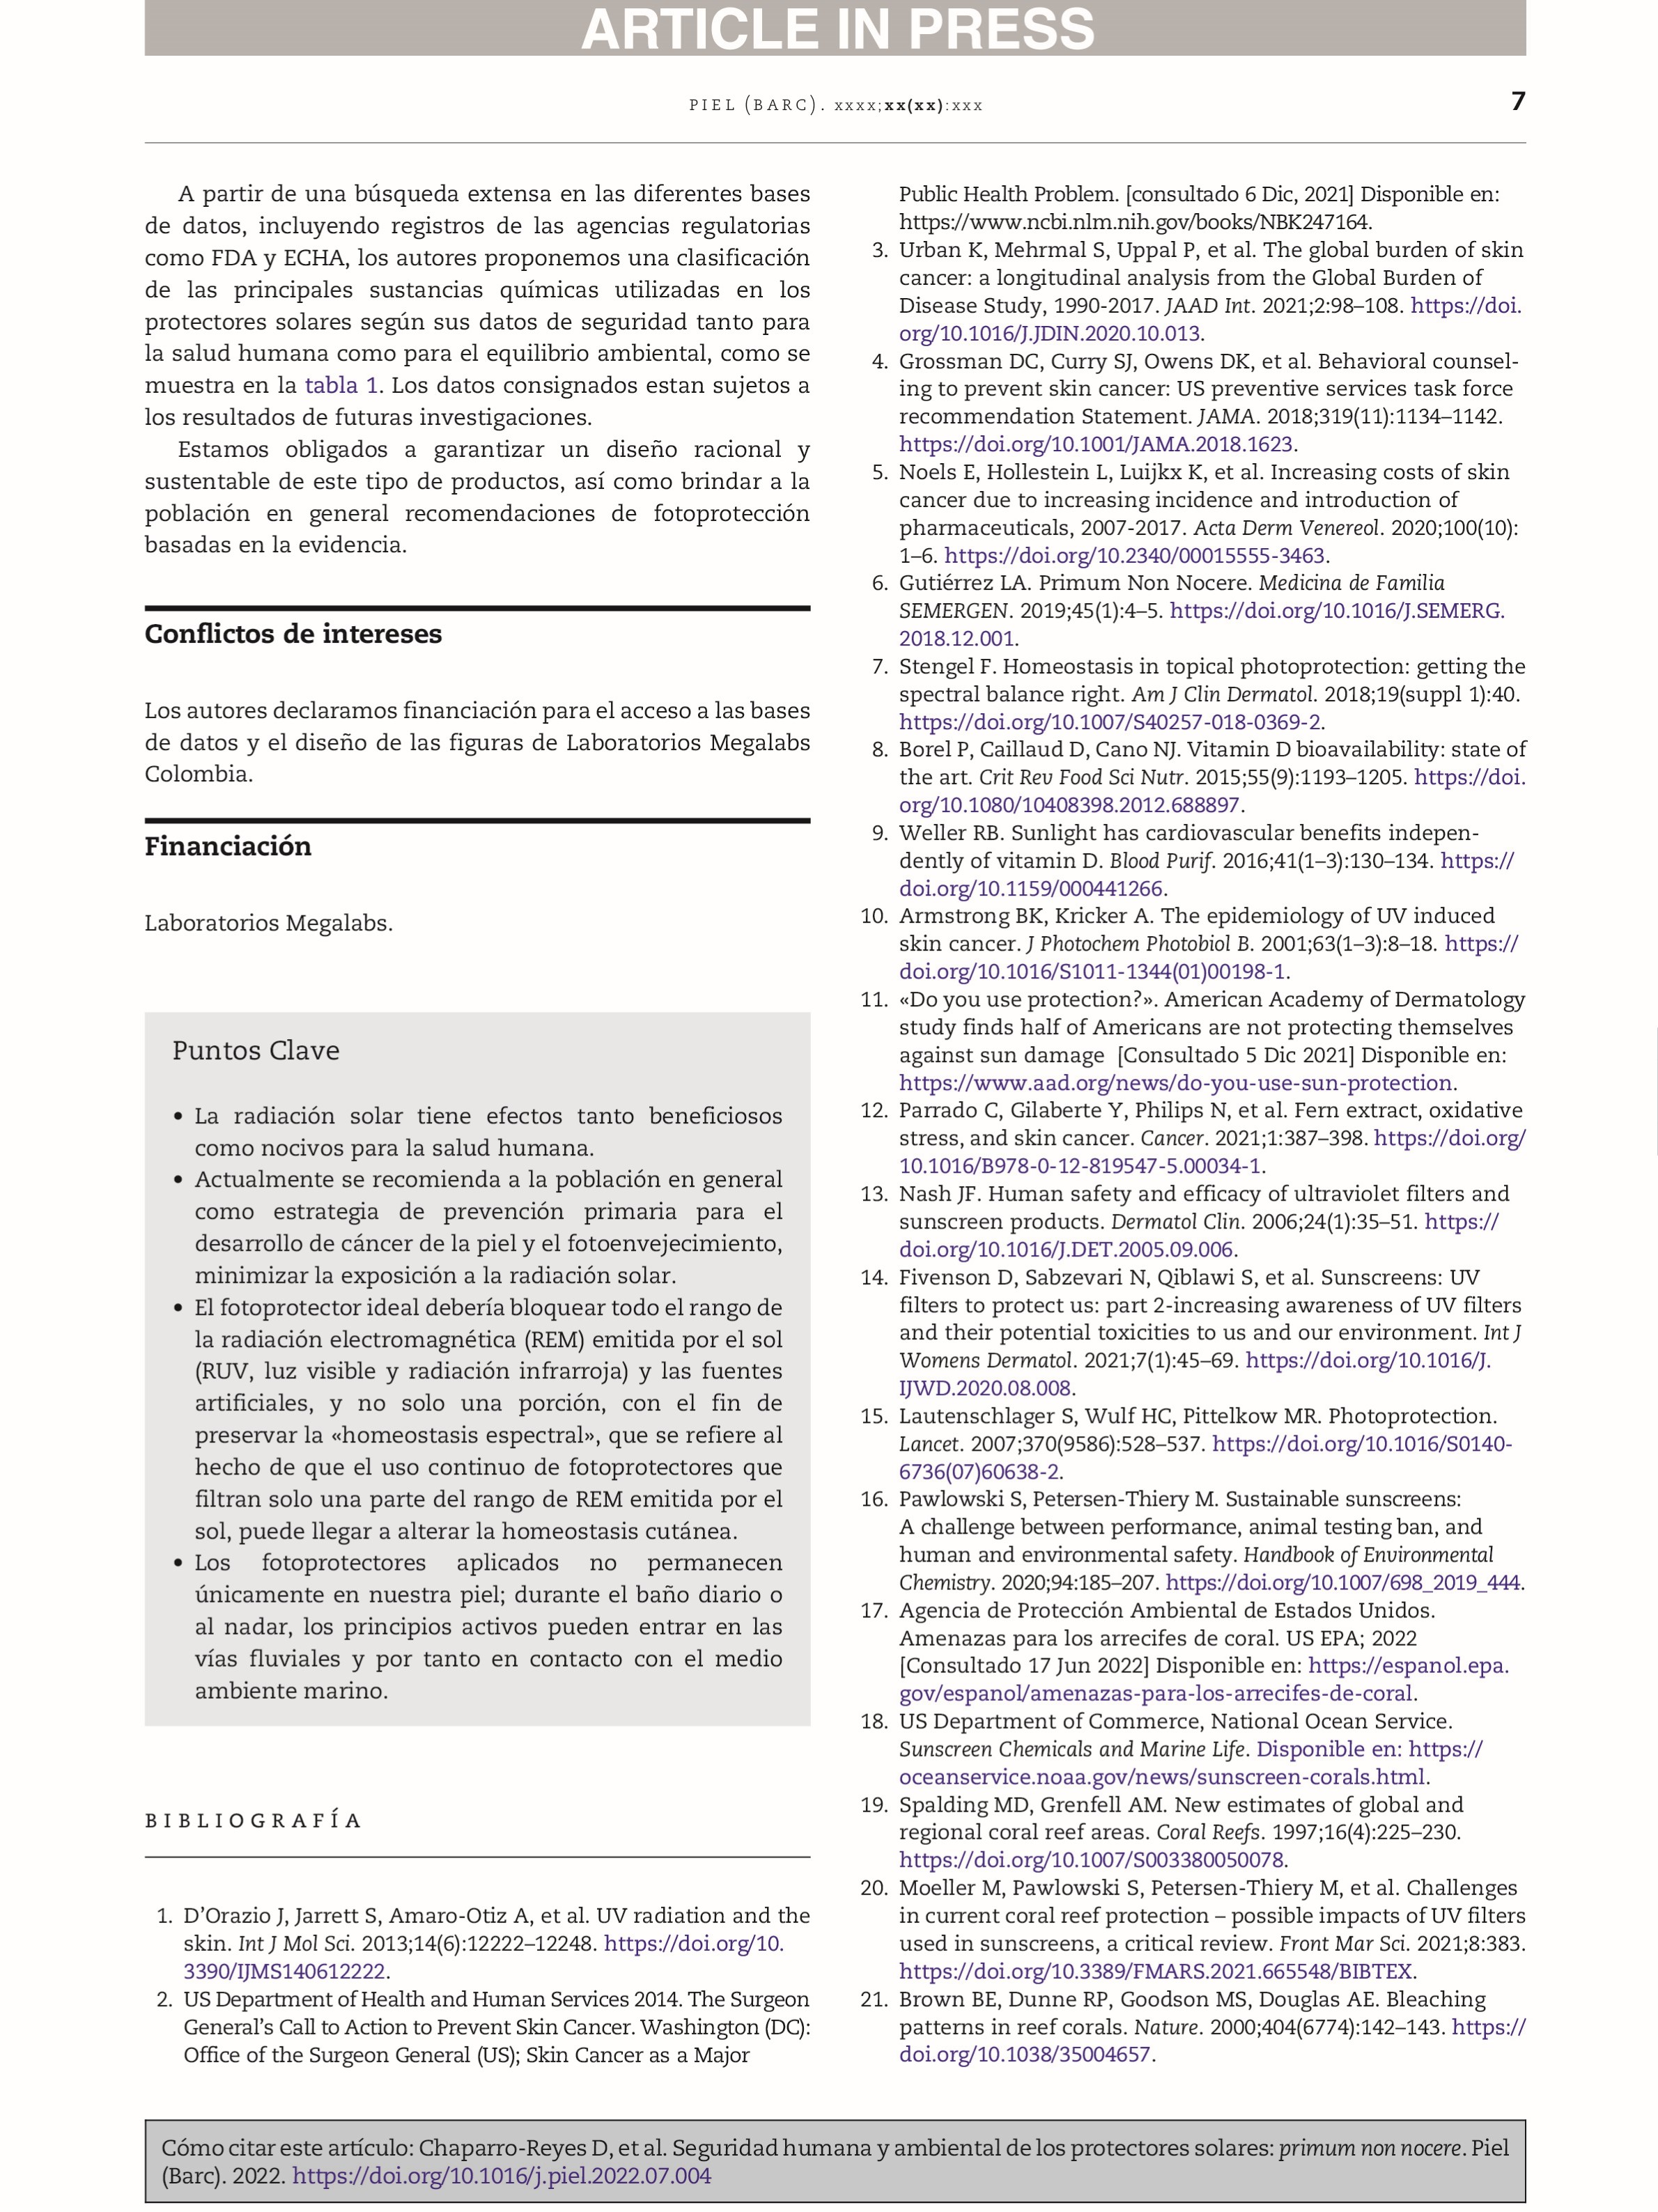 ARTICLE IN PRESS
PIEL (BARC). xxxx;xx(xx):xxx
7
A partir de una búsqueda extensa en las diferentes bases
de datos, incluyendo registros de las agencias regulatorias
como FDA y ECHA, los autores proponemos una clasificación
de las principales sustancias químicas utilizadas en los
protectores solares según sus datos de seguridad tanto para
la salud humana como para el equilibrio ambiental, como se
muestra en la tabla 1. Los datos consignados estan sujetos a
los resultados de futuras investigaciones.
Estamos obligados a garantizar un diseño racional y
sustentable de este tipo de productos, así como brindar a la
población en general recomendaciones de fotoprotección
basadas en la evidencia.
Conflictos de intereses
Los autores declaramos financiación para el acceso a las bases
de datos y el diseño de las figuras de Laboratorios Megalabs
Colombia.
Financiación
Laboratorios Megalabs.
Puntos Clave
• La radiación solar tiene efectos tanto beneficiosos
como nocivos para la salud humana.
• Actualmente se recomienda a la población en general
como estrategia de prevención primaria para el
desarrollo de cáncer de la piel y el fotoenvejecimiento,
minimizar la exposición a la radiación solar.
• El fotoprotector ideal debería bloquear todo el rango de
la radiación electromagnética (REM) emitida por el sol
(RUV, luz visible y radiación infrarroja) y las fuentes
artificiales, y no solo una porción, con el fin de
preservar la «homeostasis espectral», que se refiere al
hecho de que el uso continuo de fotoprotectores que
filtran solo una parte del rango de REM emitida por el
sol, puede llegar a alterar la homeostasis cutánea.
• Los fotoprotectores aplicados no permanecen
únicamente en nuestra piel; durante el baño diario o
al nadar, los principios activos pueden entrar en las
vías fluviales y por tanto en contacto con el medio
ambiente marino.
BIBLIOGRAFÍA
1. D'Orazio J, Jarrett S, Amaro-Otiz A, et al. UV radiation and the
skin. Int J Mol Sci. 2013;14(6):12222–12248. https://doi.org/10.
3390/IJMS140612222.
2. US Department of Health and Human Services 2014. The Surgeon
General's Call to Action to Prevent Skin Cancer. Washington (DC):
Office of the Surgeon General (US); Skin Cancer as a Major
Public Health Problem. [consultado 6 Dic, 2021] Disponible en:
https://www.ncbi.nlm.nih.gov/books/NBK247164.
3. Urban K, Mehrmal S, Uppal P, et al. The global burden of skin
cancer: a longitudinal analysis from the Global Burden of
Disease Study, 1990-2017. JAAD Int. 2021;2:98–108. https://doi.
org/10.1016/J.JDIN.2020.10.013.
4. Grossman DC, Curry SJ, Owens DK, et al. Behavioral counsel-
ing to prevent skin cancer: US preventive services task force
recommendation Statement. JAMA. 2018;319(11):1134–1142.
https://doi.org/10.1001/JAMA.2018.1623.
5. Noels E, Hollestein L, Luijkx K, et al. Increasing costs of skin
cancer due to increasing incidence and introduction of
pharmaceuticals, 2007-2017. Acta Derm Venereol. 2020;100(10):
1–6. https://doi.org/10.2340/00015555-3463.
6. Gutiérrez LA. Primum Non Nocere. Medicina de Familia
SEMERGEN. 2019;45(1):4–5. https://doi.org/10.1016/J.SEMERG.
2018.12.001.
7. Stengel F. Homeostasis in topical photoprotection: getting the
spectral balance right. Am J Clin Dermatol. 2018;19(suppl 1):40.
https://doi.org/10.1007/S40257-018-0369-2.
8. Borel P, Caillaud D, Cano NJ. Vitamin D bioavailability: state of
the art. Crit Rev Food Sci Nutr. 2015;55(9):1193–1205. https://doi.
org/10.1080/10408398.2012.688897.
9. Weller RB. Sunlight has cardiovascular benefits indepen-
dently of vitamin D. Blood Purif. 2016;41(1–3):130–134. https://
doi.org/10.1159/000441266.
10. Armstrong BK, Kricker A. The epidemiology of UV induced
skin cancer. J Photochem Photobiol B. 2001;63(1–3):8–18. https://
doi.org/10.1016/S1011-1344(01)00198-1.
11. «Do you use protection?». American Academy of Dermatology
study finds half of Americans are not protecting themselves
against sun damage [Consultado 5 Dic 2021] Disponible en:
https://www.aad.org/news/do-you-use-sun-protection.
12. Parrado C, Gilaberte Y, Philips N, et al. Fern extract, oxidative
stress, and skin cancer. Cancer. 2021;1:387–398. https://doi.org/
10.1016/B978-0-12-819547-5.00034-1.
13. Nash JF. Human safety and efficacy of ultraviolet filters and
sunscreen products. Dermatol Clin. 2006;24(1):35–51. https://
doi.org/10.1016/J.DET.2005.09.006.
14. Fivenson D, Sabzevari N, Qiblawi S, et al. Sunscreens: UV
filters to protect us: part 2-increasing awareness of UV filters
and their potential toxicities to us and our environment. Int J
Womens Dermatol. 2021;7(1):45–69. https://doi.org/10.1016/J.
IJWD.2020.08.008.
15. Lautenschlager S, Wulf HC, Pittelkow MR. Photoprotection.
Lancet. 2007;370(9586):528–537. https://doi.org/10.1016/S0140-
6736(07)60638-2.
16. Pawlowski S, Petersen-Thiery M. Sustainable sunscreens:
A challenge between performance, animal testing ban, and
human and environmental safety. Handbook of Environmental
Chemistry. 2020;94:185–207. https://doi.org/10.1007/698_2019_444.
17. Agencia de Protección Ambiental de Estados Unidos.
Amenazas para los arrecifes de coral. US EPA; 2022
[Consultado 17 Jun 2022] Disponible en: https://espanol.epa.
gov/espanol/amenazas-para-los-arrecifes-de-coral.
18. US Department of Commerce, National Ocean Service.
Sunscreen Chemicals and Marine Life. Disponible en: https://
oceanservice.noaa.gov/news/sunscreen-corals.html.
19. Spalding MD, Grenfell AM. New estimates of global and
regional coral reef areas. Coral Reefs. 1997;16(4):225–230.
https://doi.org/10.1007/S003380050078.
20. Moeller M, Pawlowski S, Petersen-Thiery M, et al. Challenges
in current coral reef protection – possible impacts of UV filters
used in sunscreens, a critical review. Front Mar Sci. 2021;8:383.
https://doi.org/10.3389/FMARS.2021.665548/BIBTEX.
21. Brown BE, Dunne RP, Goodson MS, Douglas AE. Bleaching
patterns in reef corals. Nature. 2000;404(6774):142–143. https://
doi.org/10.1038/35004657.
Cómo citar este artículo: Chaparro-Reyes D, et al. Seguridad humana y ambiental de los protectores solares: primum non nocere. Piel
(Barc). 2022. https://doi.org/10.1016/j.piel.2022.07.004